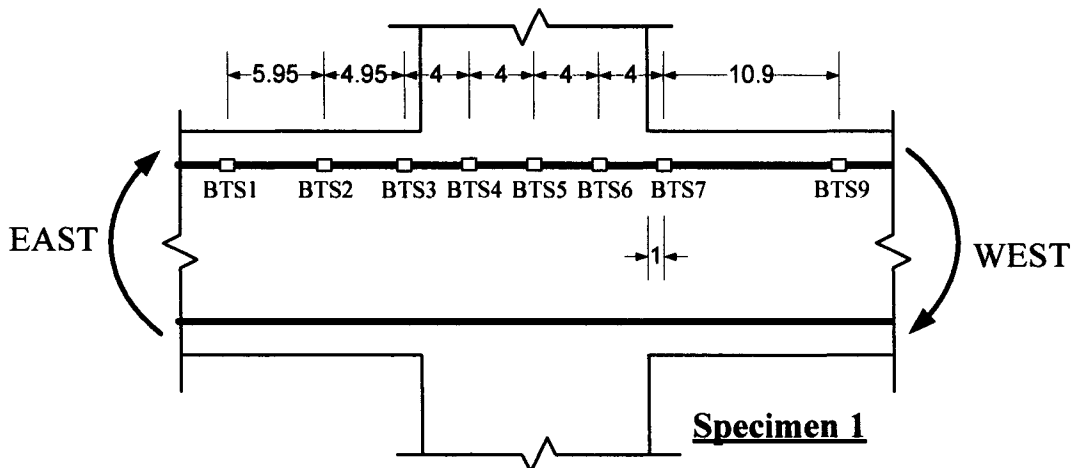 5.95 4.95 4 4 4 4 10.9
BTS1 BTS2 BTS3 BTS4 BTS5 BTS6 BTS7 BTS9
EAST
1
WEST
Specimen 1